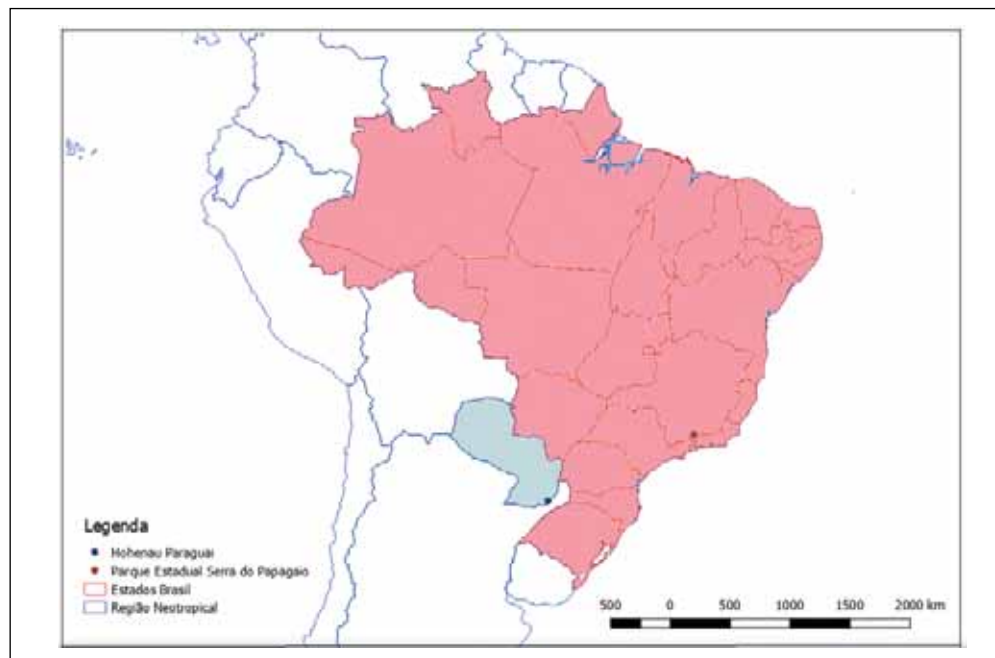 Legenda
Hohenau Paraguai
Parque Estadual Serra do Papagaio
Estados Brasil
Região Neotropical
500 0 500 1000 1500 2000 km